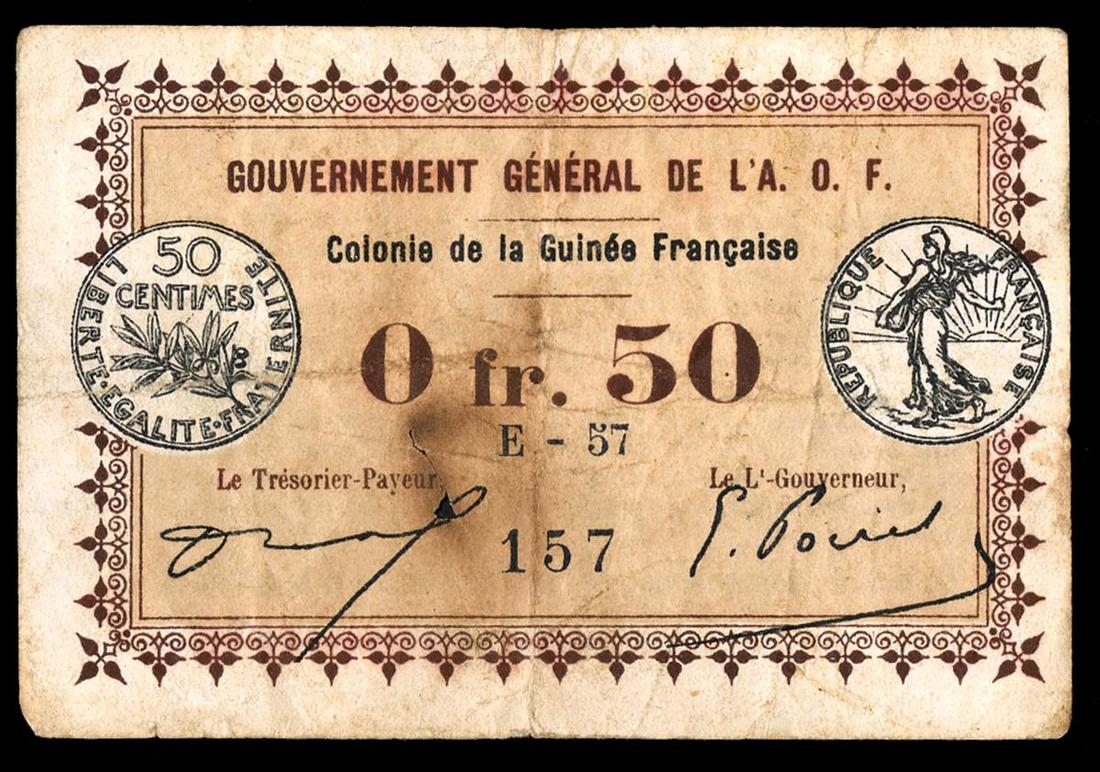 GOUVERNEMENT GÉNÉRAL DE L'A. O. F.
Colonie de la Guinée Française
50
CENTIMES
LIBERTE·EGALITE·FRATERNITE
REPUBLIQUE FRANÇAISE
0 fr. 50
E - 57
Le Trésorier-Payeur,
Le Lt-Gouverneur,
157
G. Poiret